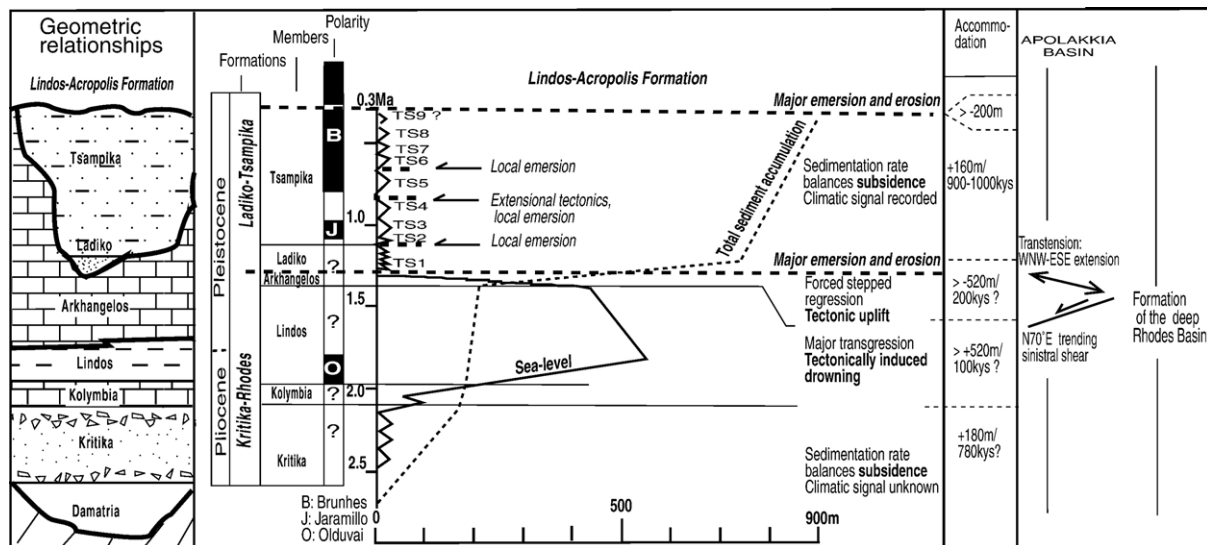 Geometric
relationships
Lindos-Acropolis Formation
Tsampika
Ladiko
Arkhangelos
Lindos
Kolymbia
Kritika
Damatria
Polarity
Members
Formations
Pleistocene
Pliocene
Ladiko-Tsampika
Kritika-Rhodes
Tsampika
Ladiko
Arkhangelos
Lindos
Kolymbia
Kritika
B
J
?
?
O
?
?
0.3Ma
1.0
1.5
2.0
2.5
B: Brunhes
J: Jaramillo
O: Olduvai
Lindos-Acropolis Formation
TS9 ?
TS8
TS7
TS6
TS5
TS4
TS3
TS2
TS1
Local emersion
Extensional tectonics,
local emersion
Local emersion
Total sediment accumulation
Sea-level
0
500
900m
Major emersion and erosion
Sedimentation rate
balances subsidence
Climatic signal recorded
Major emersion and erosion
Forced stepped
regression
Tectonic uplift
Major transgression
Tectonically induced
drowning
Sedimentation rate
balances subsidence
Climatic signal unknown
Accommo-
dation
> -200m
+160m/
900-1000kys
> -520m/
200kys ?
> +520m/
100kys ?
+180m/
780kys?
APOLAKKIA
BASIN
Transtension:
WNW-ESE extension
N70°E trending
sinistral shear
Formation
of the deep
Rhodes Basin